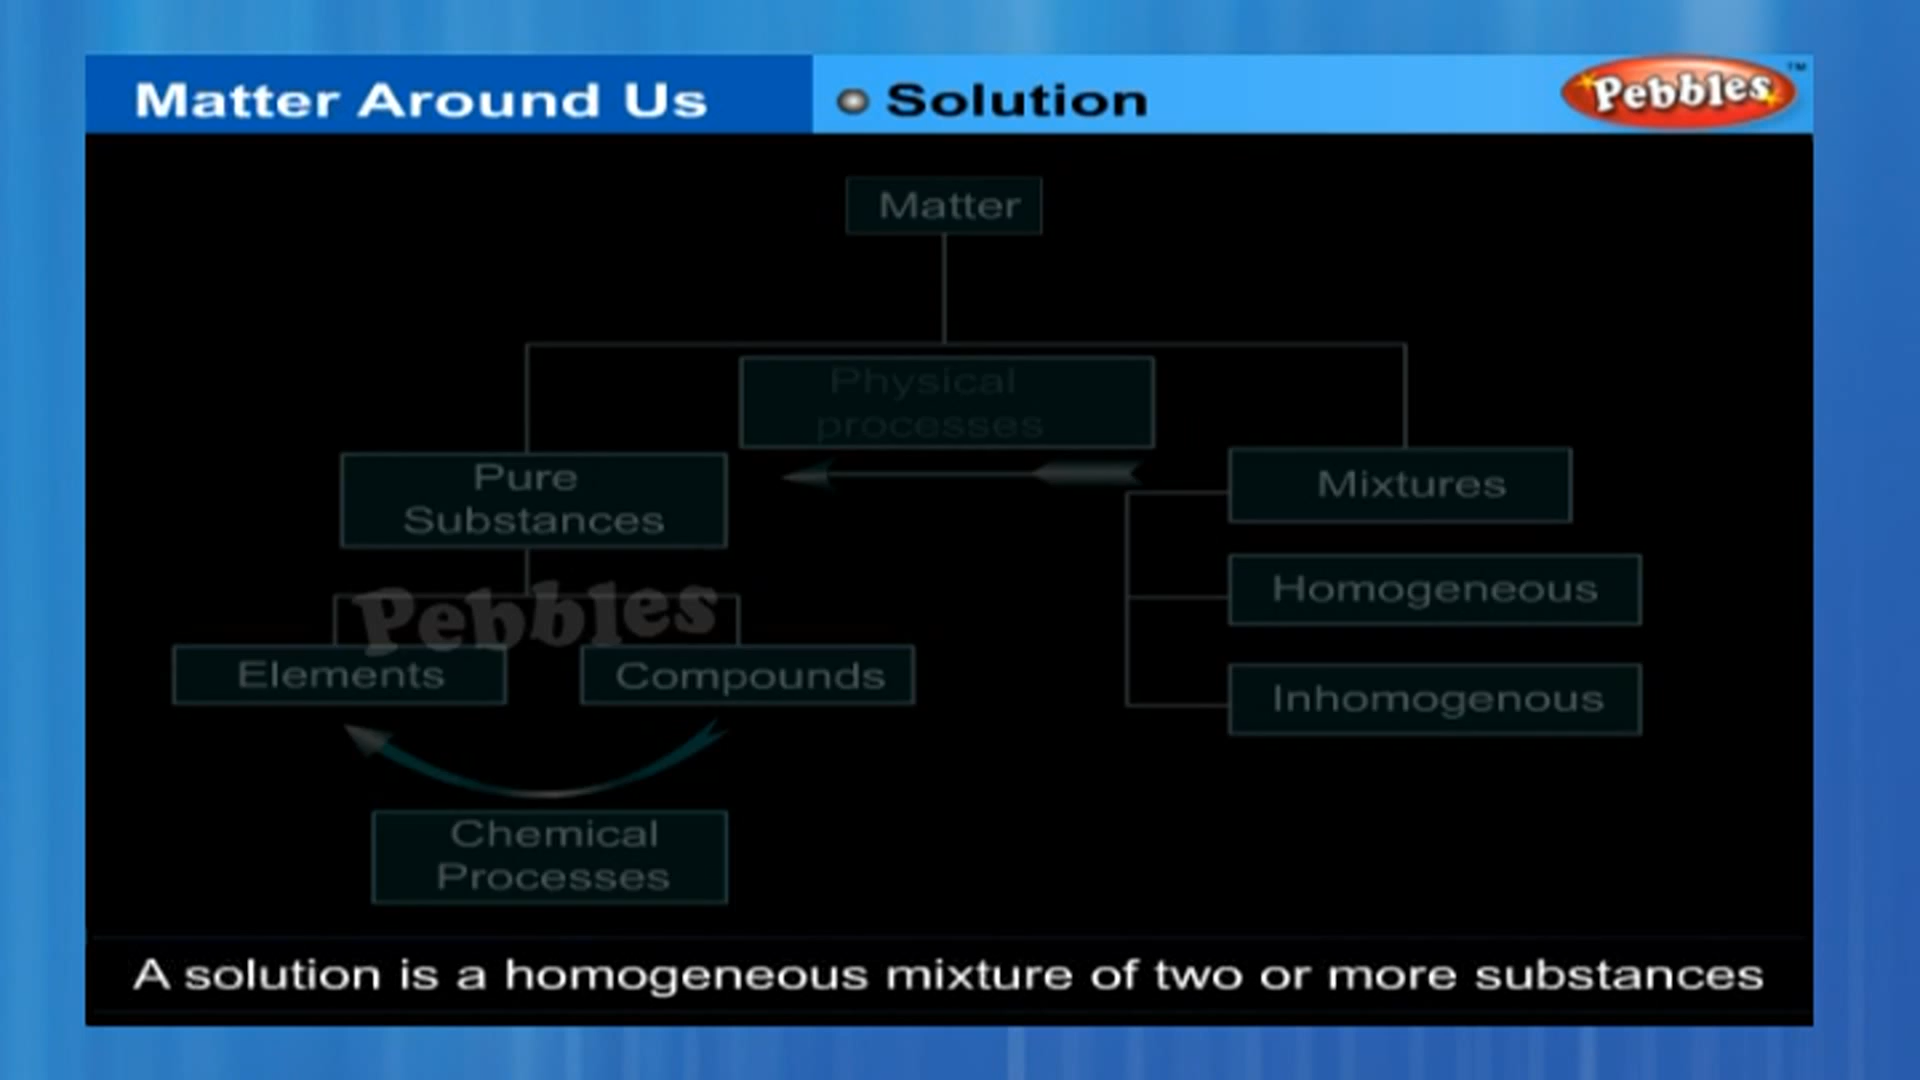 Matter Around Us
Solution
Pebbles™
Matter
Physical
processes
Pure
Substances
Mixtures
Homogeneous
Pebbles
Elements
Compounds
Inhomogenous
Chemical
Processes
A solution is a homogeneous mixture of two or more substances